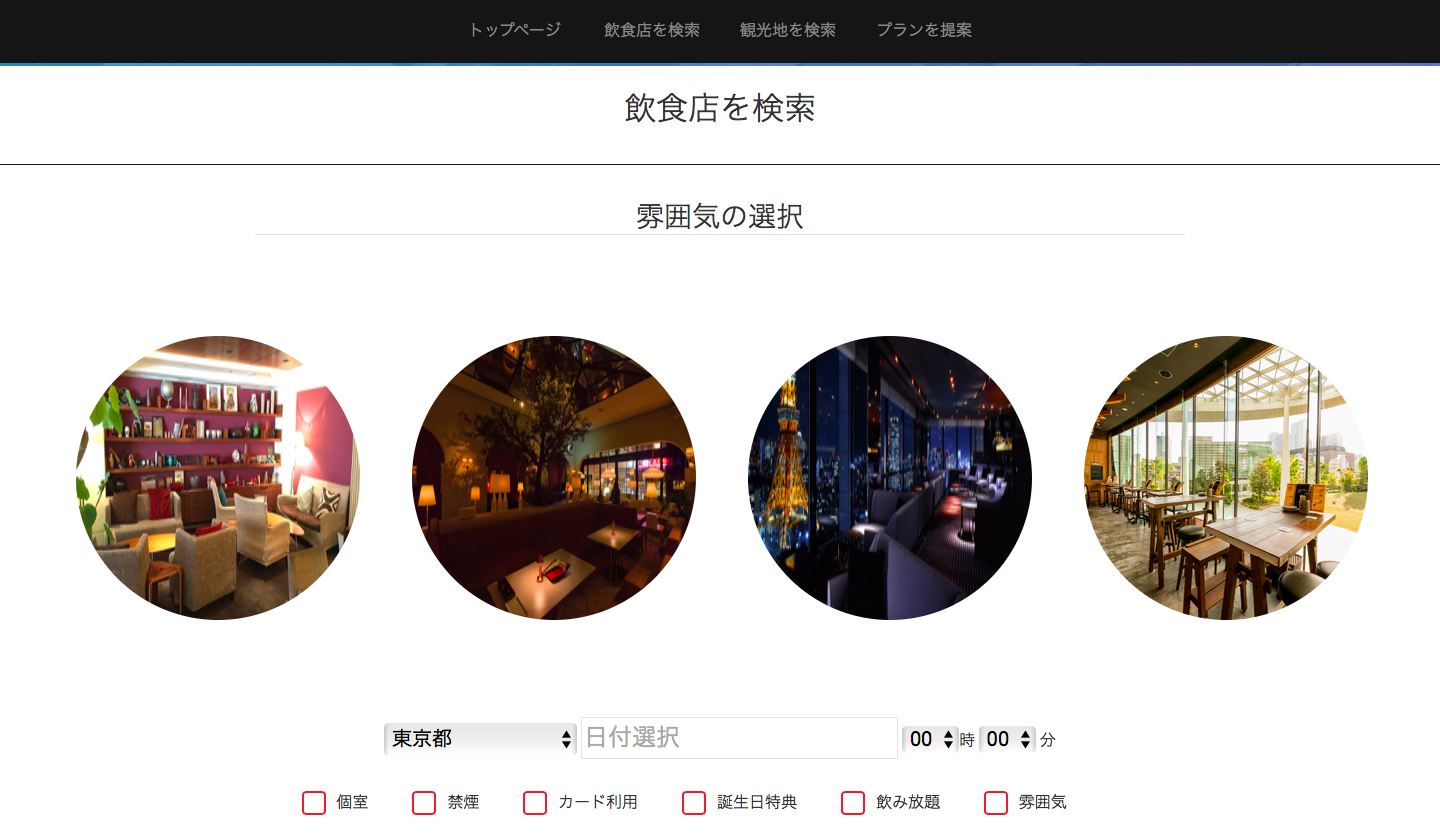 トップページ 飲食店を検索 観光地を検索 プランを提案
飲食店を検索
雰囲気の選択
東京都 日付選択 00 時 00 分
個室 禁煙 カード利用 誕生日特典 飲み放題 雰囲気